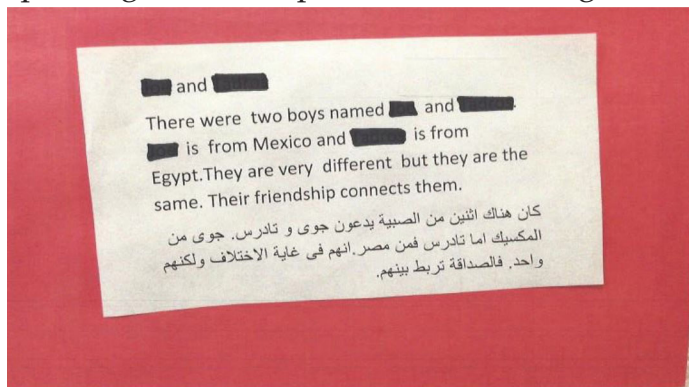 and
There were two boys named and .
is from Mexico and is from
Egypt.They are very different but they are the
same. Their friendship connects them.
كان هناك اثنين من الصبية يدعون جوى و تادرس. جوى من
المكسيك اما تادرس فمن مصر.انهم فى غاية الاختلاف ولكنهم
واحد. فالصداقة تربط بينهم.